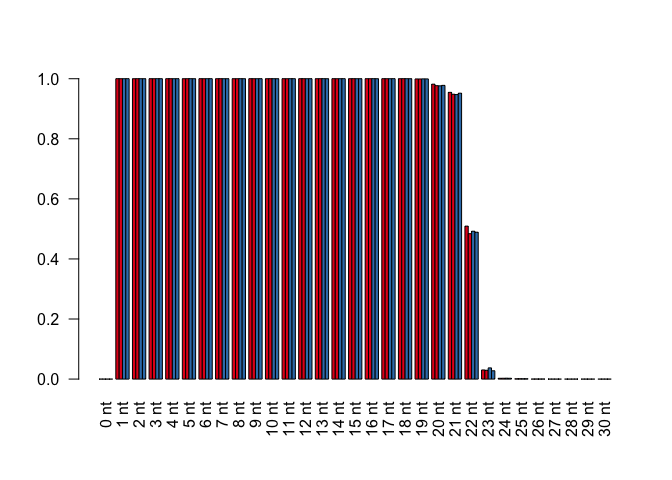 1.0
0.8
0.6
0.4
0.2
0.0
0 nt
1 nt
2 nt
3 nt
4 nt
5 nt
6 nt
7 nt
8 nt
9 nt
10 nt
11 nt
12 nt
13 nt
14 nt
15 nt
16 nt
17 nt
18 nt
19 nt
20 nt
21 nt
22 nt
23 nt
24 nt
25 nt
26 nt
27 nt
28 nt
29 nt
30 nt